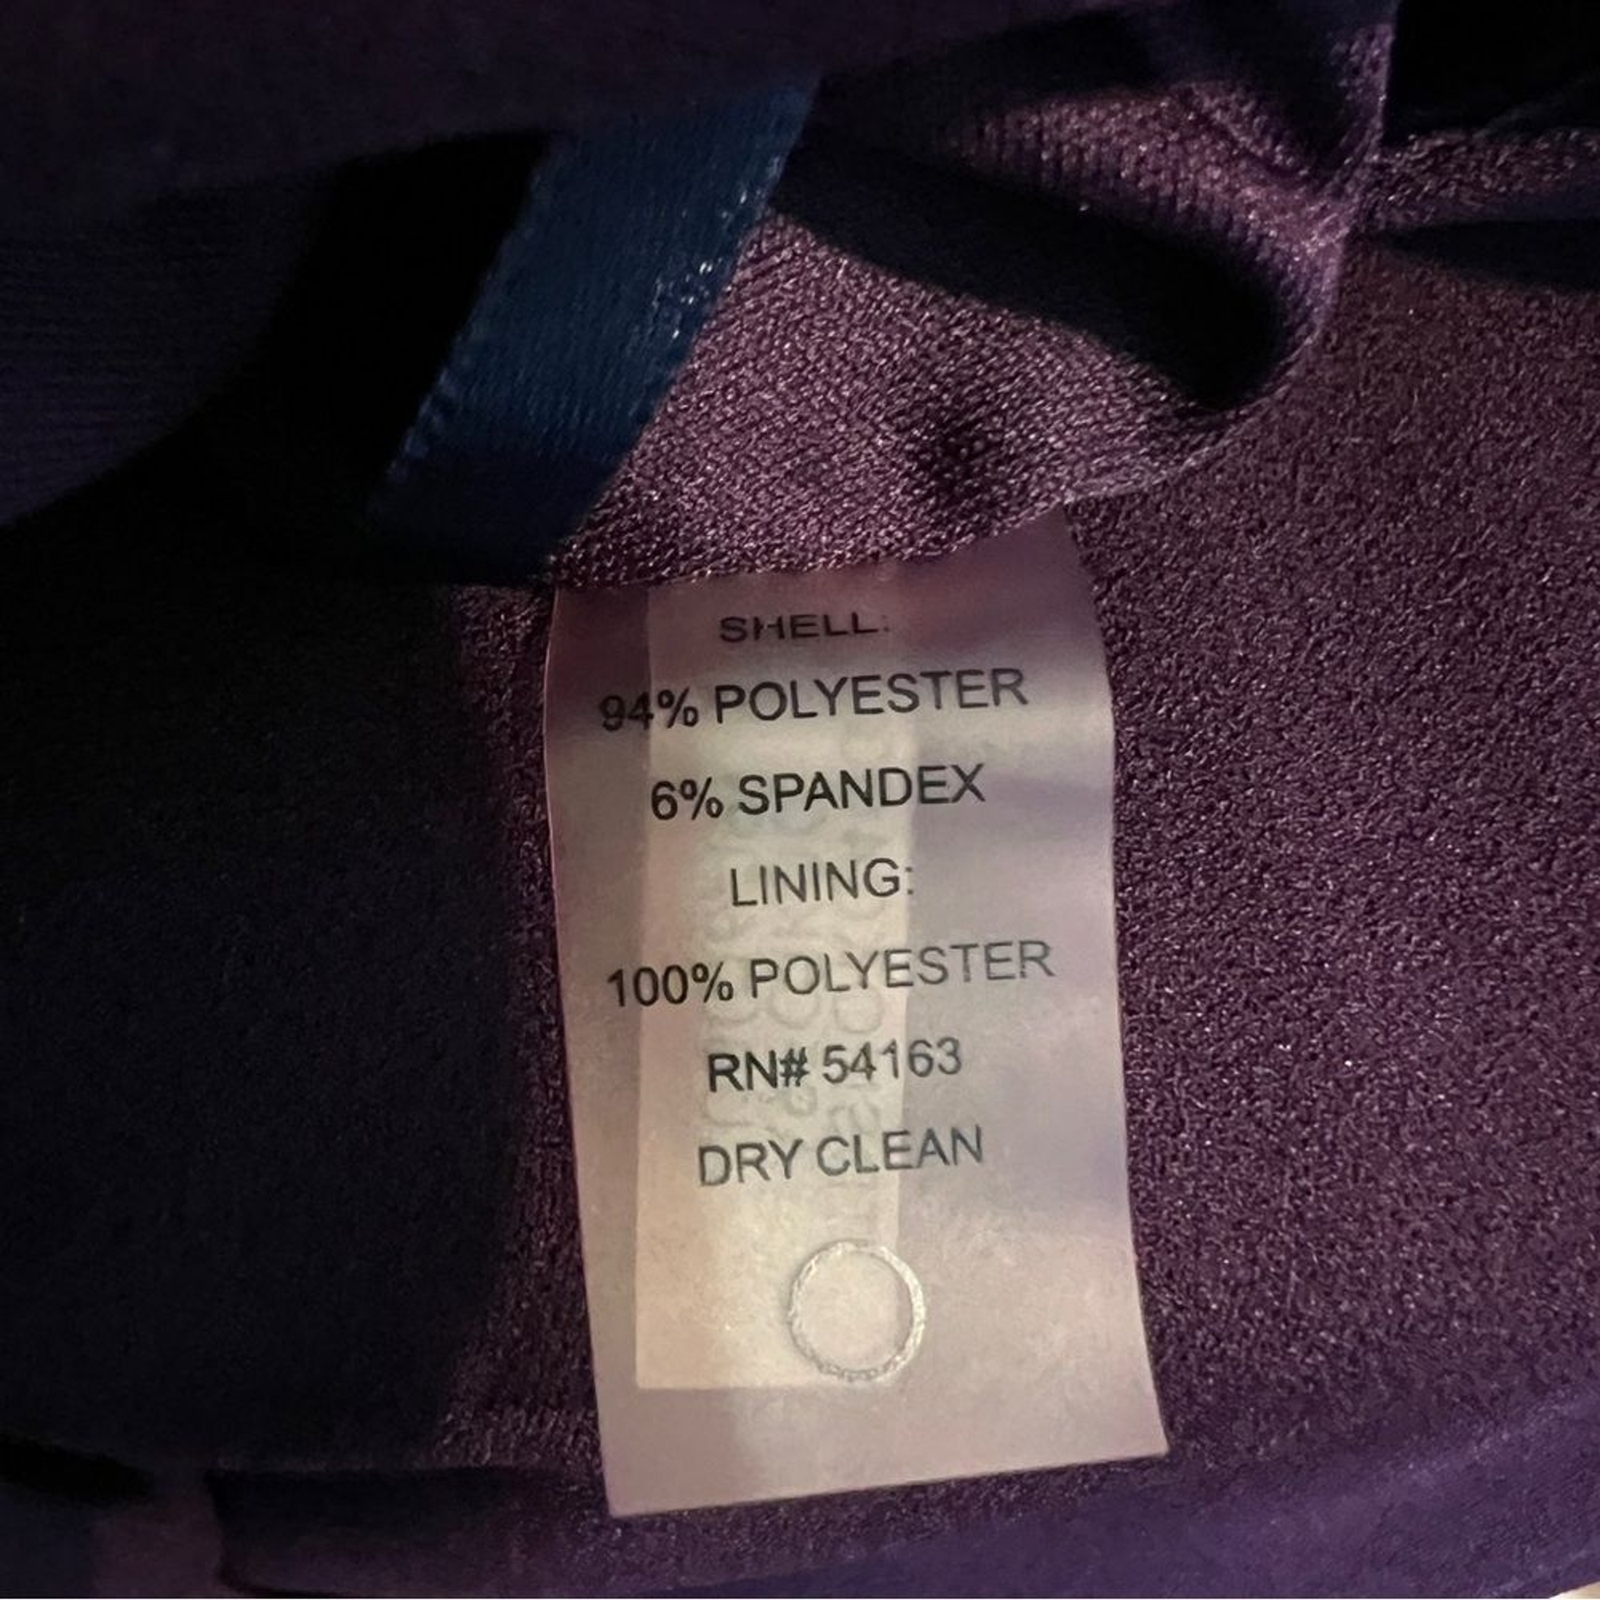 SHELL:
94% POLYESTER
6% SPANDEX
LINING:
100% POLYESTER
RN# 54163
DRY CLEAN